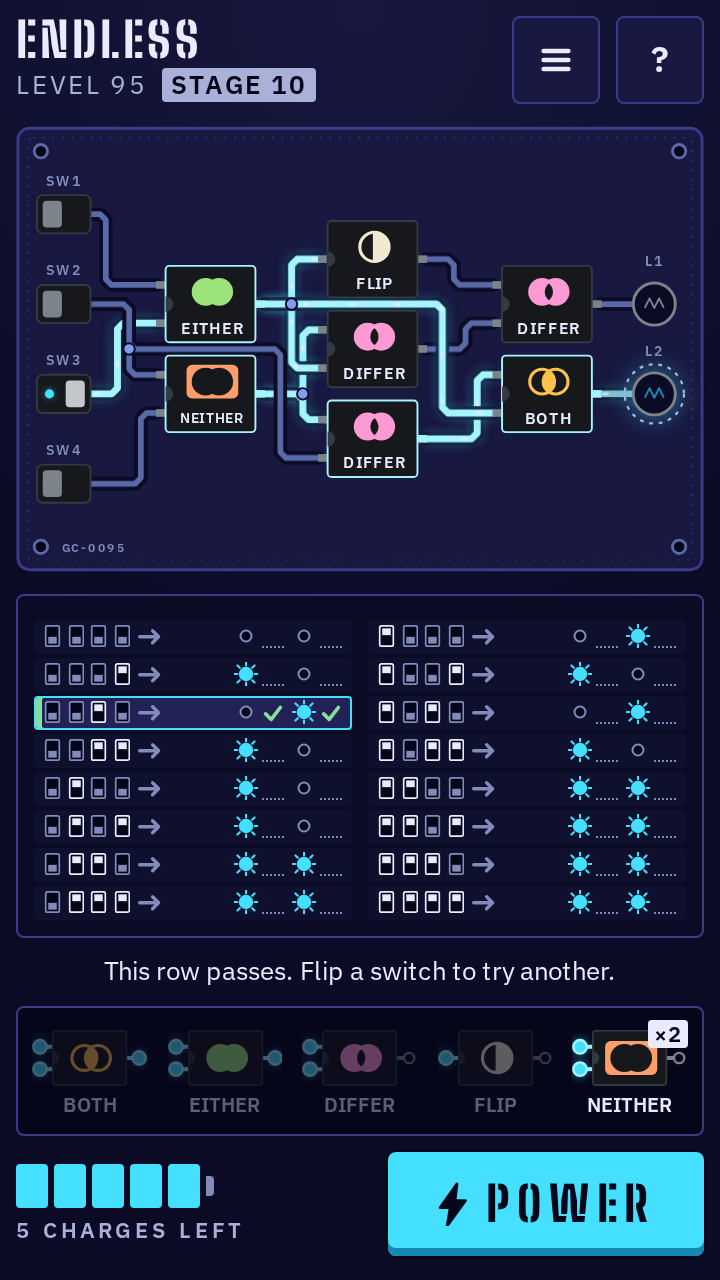 ENDLESS
LEVEL 95 STAGE 10
?
SW1
SW2
SW3
SW4
EITHER
NEITHER
FLIP
DIFFER
DIFFER
DIFFER
BOTH
L1
L2
GC-0095
This row passes. Flip a switch to try another.
×2
BOTH EITHER DIFFER FLIP NEITHER
5 CHARGES LEFT
POWER